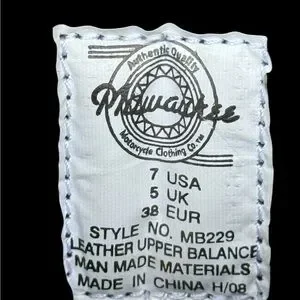 Authentic Quality
Milwaukee
Motorcycle Clothing Co.™
7 USA
5 UK
38 EUR
STYLE NO. MB229
LEATHER UPPER BALANCE
MAN MADE MATERIALS
MADE IN CHINA H/08